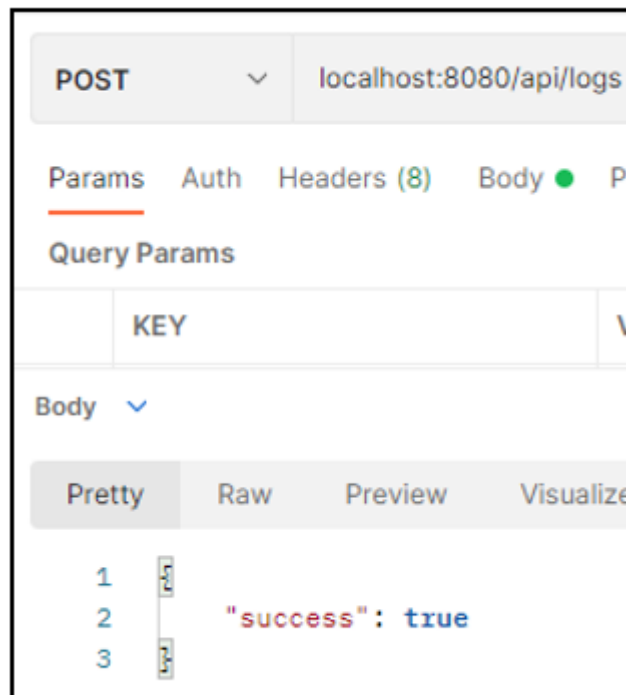 POST localhost:8080/api/logs
Params Auth Headers (8) Body P
Query Params
KEY
Body
Pretty Raw Preview Visualize
1 {
2 "success": true
3 }